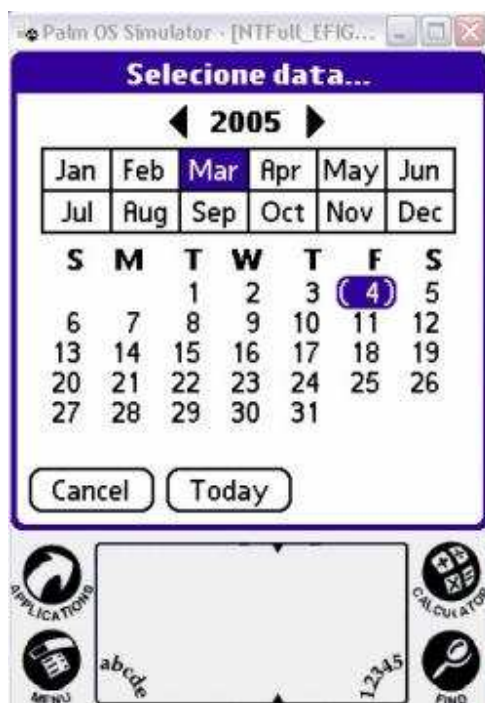 Palm OS Simulator - [NTFull_EFIG...
Selecione data...
2005
Jan Feb Mar Apr May Jun
Jul Aug Sep Oct Nov Dec
S M T W T F S
1 2 3 ( 4) 5
6 7 8 9 10 11 12
13 14 15 16 17 18 19
20 21 22 23 24 25 26
27 28 29 30 31
Cancel Today
APPLICATIONS CALCULATOR
abcde 12345
MENU FIND